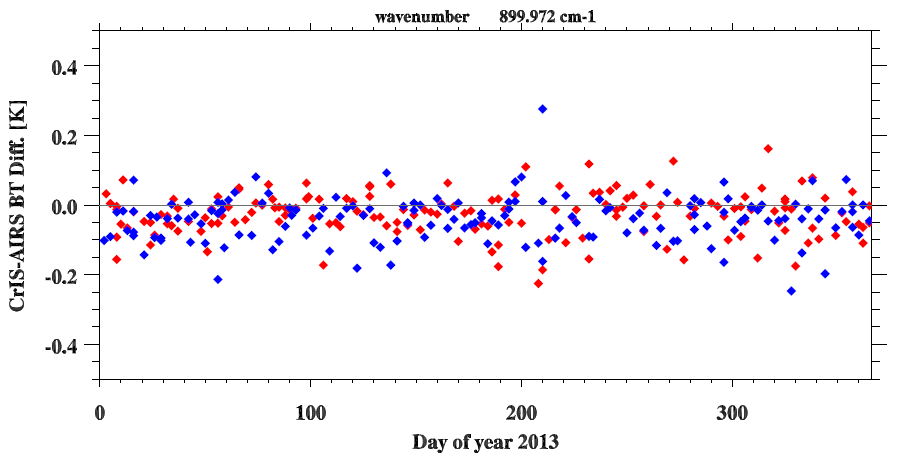 wavenumber 899.972 cm-1
0.4
0.2
0.0
-0.2
-0.4
CrIS-AIRS BT Diff. [K]
0 100 200 300
Day of year 2013